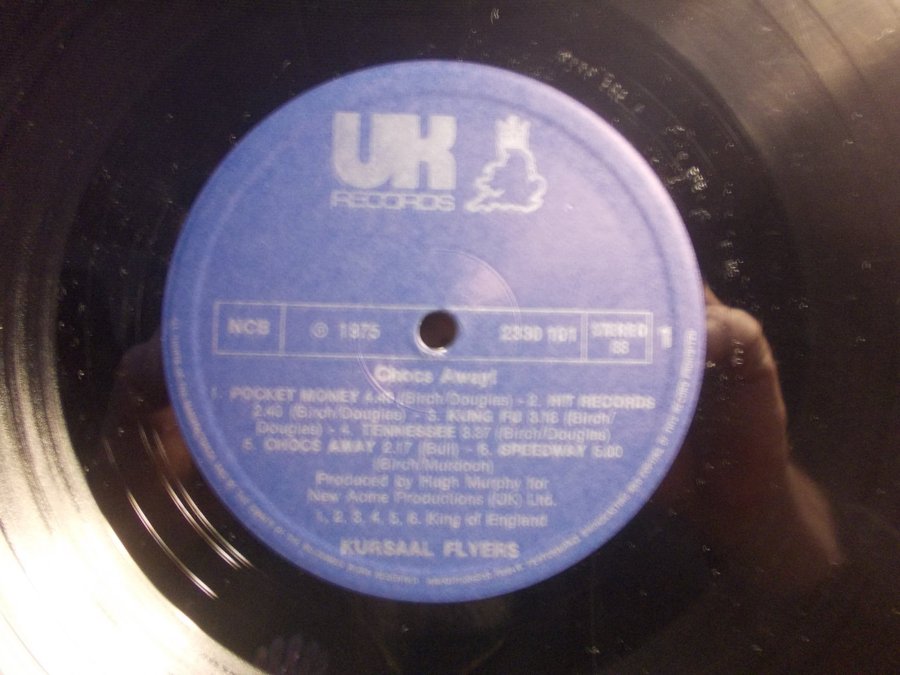 UK
RECORDS
NCB ℗ 1975 2330 101 STEREO 33 1
Chocs Away!
1. POCKET MONEY 4.40 (Birch/Douglas) - 2. HIT RECORDS
2.40 (Birch/Douglas) - 3. KUNG FU 3.15 (Birch/
Douglas) - 4. TENNESSEE 3.37 (Birch/Douglas)
5. CHOCS AWAY 2.17 (Bull) - 6. SPEEDWAY 5.00
(Birch/Murdoch)
Produced by Hugh Murphy for
New Acme Productions (UK) Ltd.
1, 2, 3, 4, 5, 6. King of England
KURSAAL FLYERS